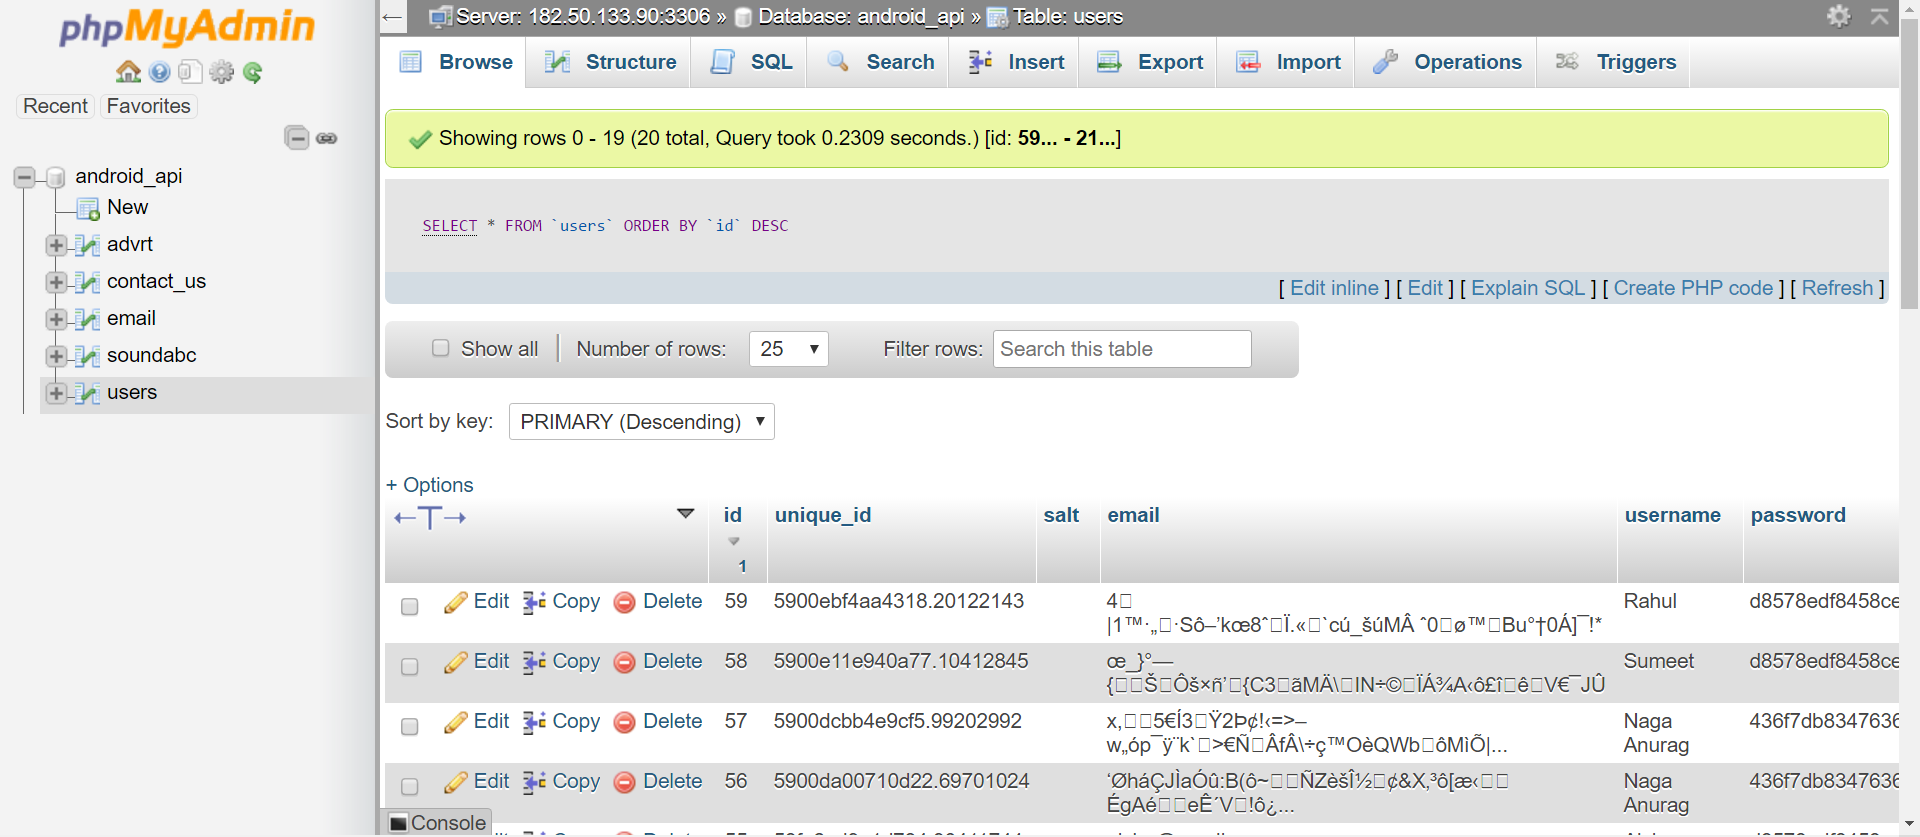 phpMyAdmin
Recent Favorites
android_api
New
advrt
contact_us
email
soundabc
users
Server: 182.50.133.90:3306 » Database: android_api » Table: users
Browse Structure SQL Search Insert Export Import Operations Triggers
Showing rows 0 - 19 (20 total, Query took 0.2309 seconds.) [id: 59... - 21...]
SELECT * FROM `users` ORDER BY `id` DESC
[ Edit inline ] [ Edit ] [ Explain SQL ] [ Create PHP code ] [ Refresh ]
Show all Number of rows: 25 Filter rows: Search this table
Sort by key: PRIMARY (Descending)
+ Options
←T→ id unique_id salt email username password
1
Edit Copy Delete 59 5900ebf4aa4318.20122143 4 Rahul d8578edf8458ce
Edit Copy Delete 58 5900e11e940a77.10412845 Sumeet d8578edf8458ce
Edit Copy Delete 57 5900dcbb4e9cf5.99202992 Naga 436f7db8347636
Anurag
Edit Copy Delete 56 5900da00710d22.69701024 Naga 436f7db8347636
Anurag
Console